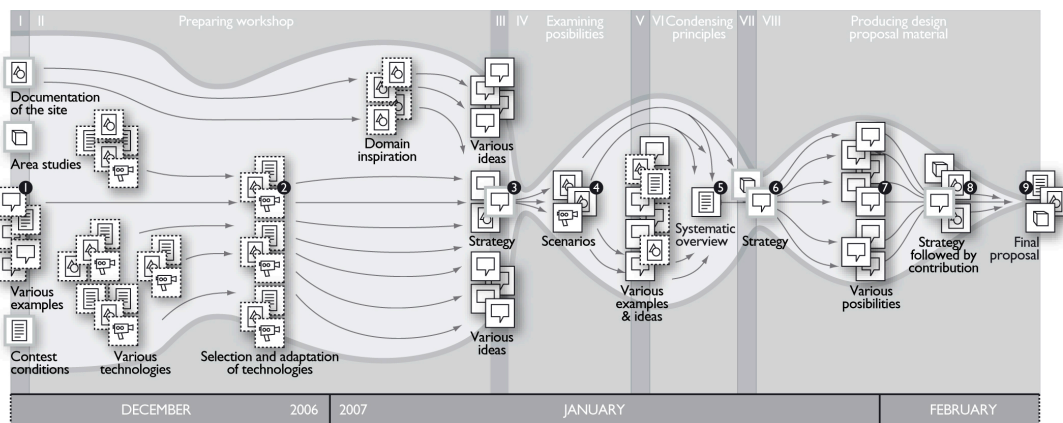 I
II
Preparing workshop
III
IV
Examining
posibilities
V
VI
Condensing
principles
VII
VIII
Producing design
proposal material
Documentation
of the site
Area studies
1
Various
examples
Contest
conditions
Various
technologies
2
Selection and adaptation
of technologies
Domain
inspiration
Various
ideas
3
Strategy
Various
ideas
4
Scenarios
Various
examples
& ideas
5
Systematic
overview
6
Strategy
7
Various
posibilities
8
Strategy
followed by
contribution
9
Final
proposal
DECEMBER
2006
2007
JANUARY
FEBRUARY